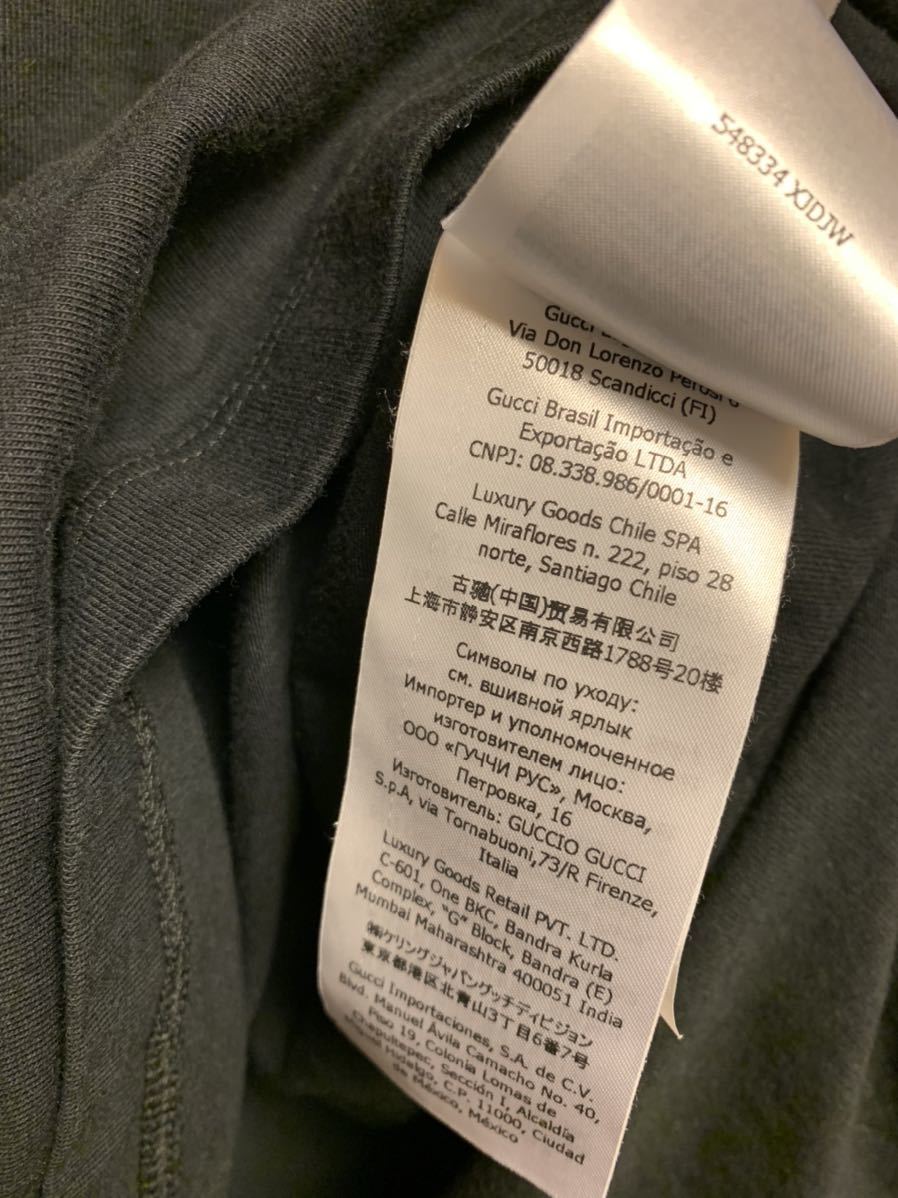 548334 XJDJW
Gucci
Via Don Lorenzo Perosi 6
50018 Scandicci (FI)
Gucci Brasil Importação e
Exportação LTDA
CNPJ: 08.338.986/0001-16
Luxury Goods Chile SPA
Calle Miraflores n. 222, piso 28
norte, Santiago Chile
古驰(中国)贸易有限公司
上海市静安区南京西路1788号20楼
Символы по уходу:
см. вшивной ярлык
Импортер и уполномоченное
изготовителем лицо:
ООО «ГУЧЧИ РУС», Москва,
Петровка, 16
Изготовитель: GUCCIO GUCCI
S.p.A, via Tornabuoni,73/R Firenze,
Italia
Luxury Goods Retail PVT. LTD.
C-601, One BKC, Bandra Kurla
Complex, "G" Block, Bandra (E)
Mumbai Maharashtra 400051 India
㈱ケリングジャパングッチディビジョン
東京都港区北青山3丁目6番7号
Gucci Importaciones, S.A. de C.V.
Blvd. Manuel Ávila Camacho No. 40,
Piso 19, Colonia Lomas de
Chapultepec, Sección I, Alcaldía
Miguel Hidalgo, C.P. 11000, Ciudad
de México, México